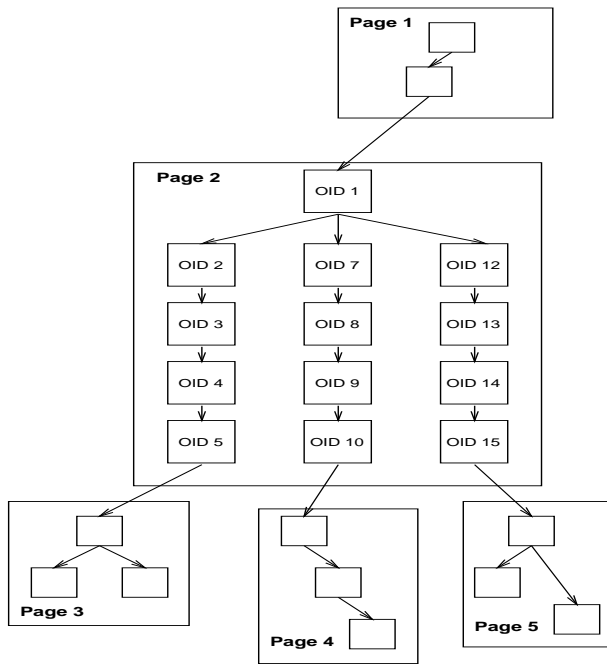 Page 1
Page 2
OID 1
OID 2
OID 7
OID 12
OID 3
OID 8
OID 13
OID 4
OID 9
OID 14
OID 5
OID 10
OID 15
Page 3
Page 4
Page 5